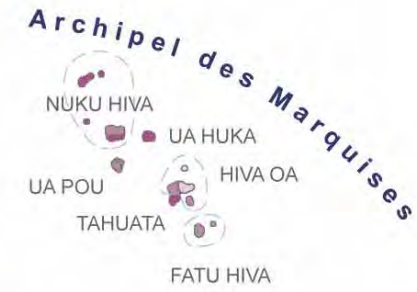 Archipel des Marquises
NUKU HIVA
UA HUKA
HIVA OA
UA POU
TAHUATA
FATU HIVA